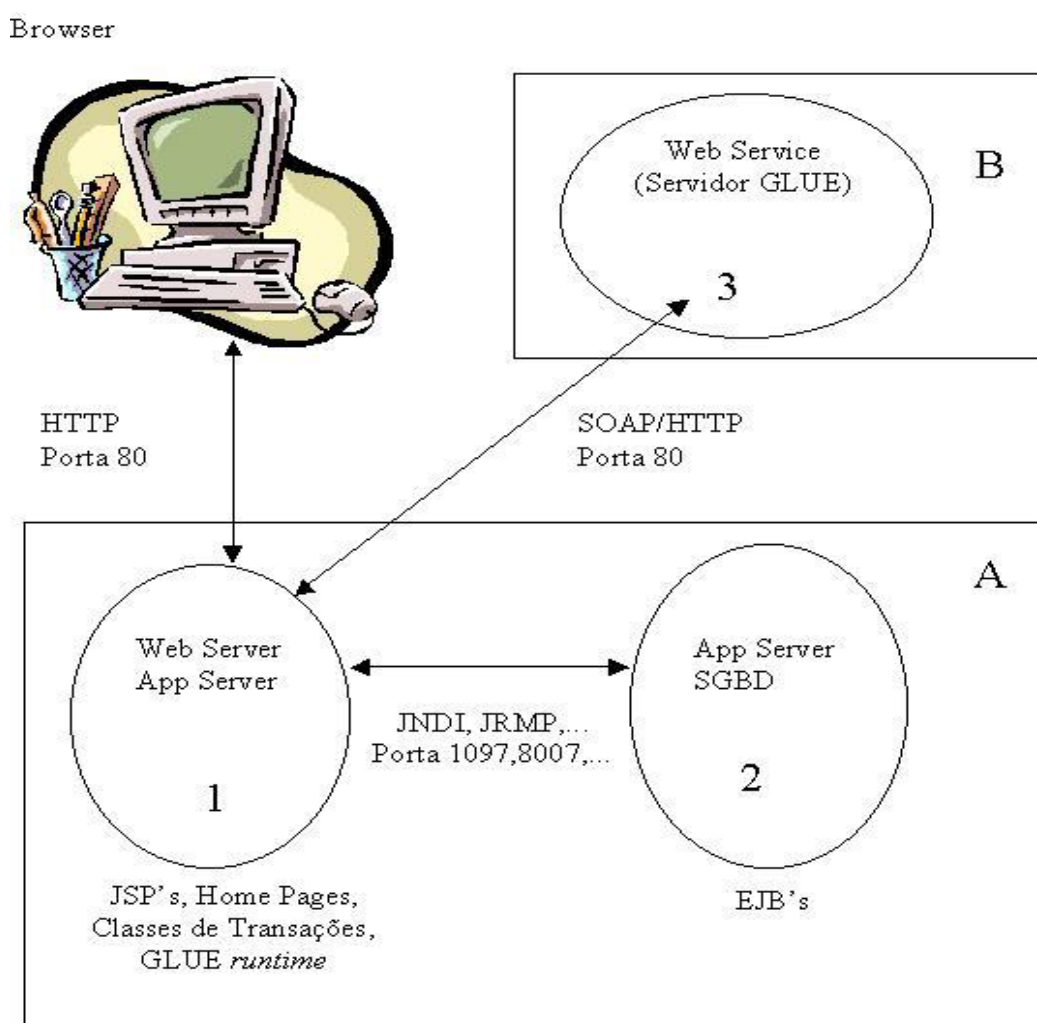 Browser
Web Service
(Servidor GLUE)
B
3
HTTP
Porta 80
SOAP/HTTP
Porta 80
A
Web Server
App Server
1
JNDI, JRMP,...
Porta 1097,8007,...
App Server
SGBD
2
JSP's, Home Pages,
Classes de Transações,
GLUE runtime
EJB's